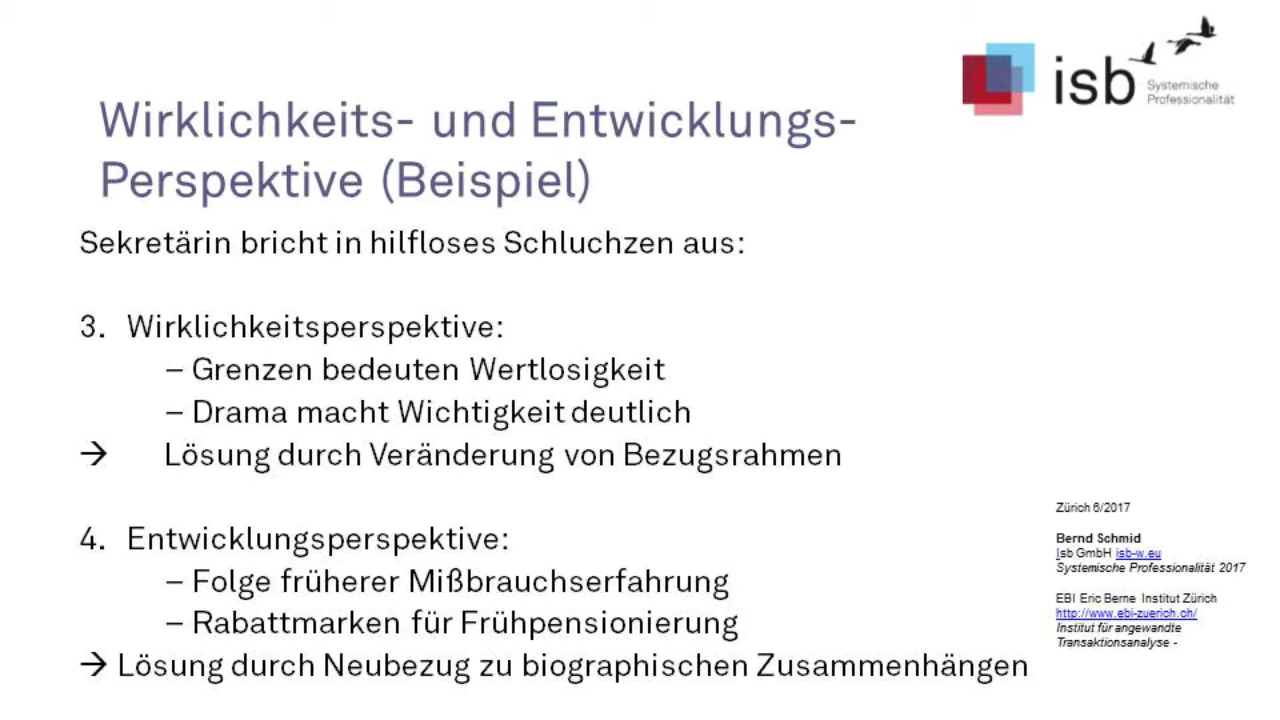 isb
Systemische
Professionalität
Wirklichkeits- und Entwicklungs-
Perspektive (Beispiel)
Sekretärin bricht in hilfloses Schluchzen aus:
3. Wirklichkeitsperspektive:
– Grenzen bedeuten Wertlosigkeit
– Drama macht Wichtigkeit deutlich
→ Lösung durch Veränderung von Bezugsrahmen
4. Entwicklungsperspektive:
– Folge früherer Mißbrauchserfahrung
– Rabattmarken für Frühpensionierung
→ Lösung durch Neubezug zu biographischen Zusammenhängen
Zürich 6/2017
Bernd Schmid
Isb GmbH isb-w.eu
Systemische Professionalität 2017
EBI Eric Berne Institut Zürich
http://www.ebi-zuerich.ch/
Institut für angewandte
Transaktionsanalyse -